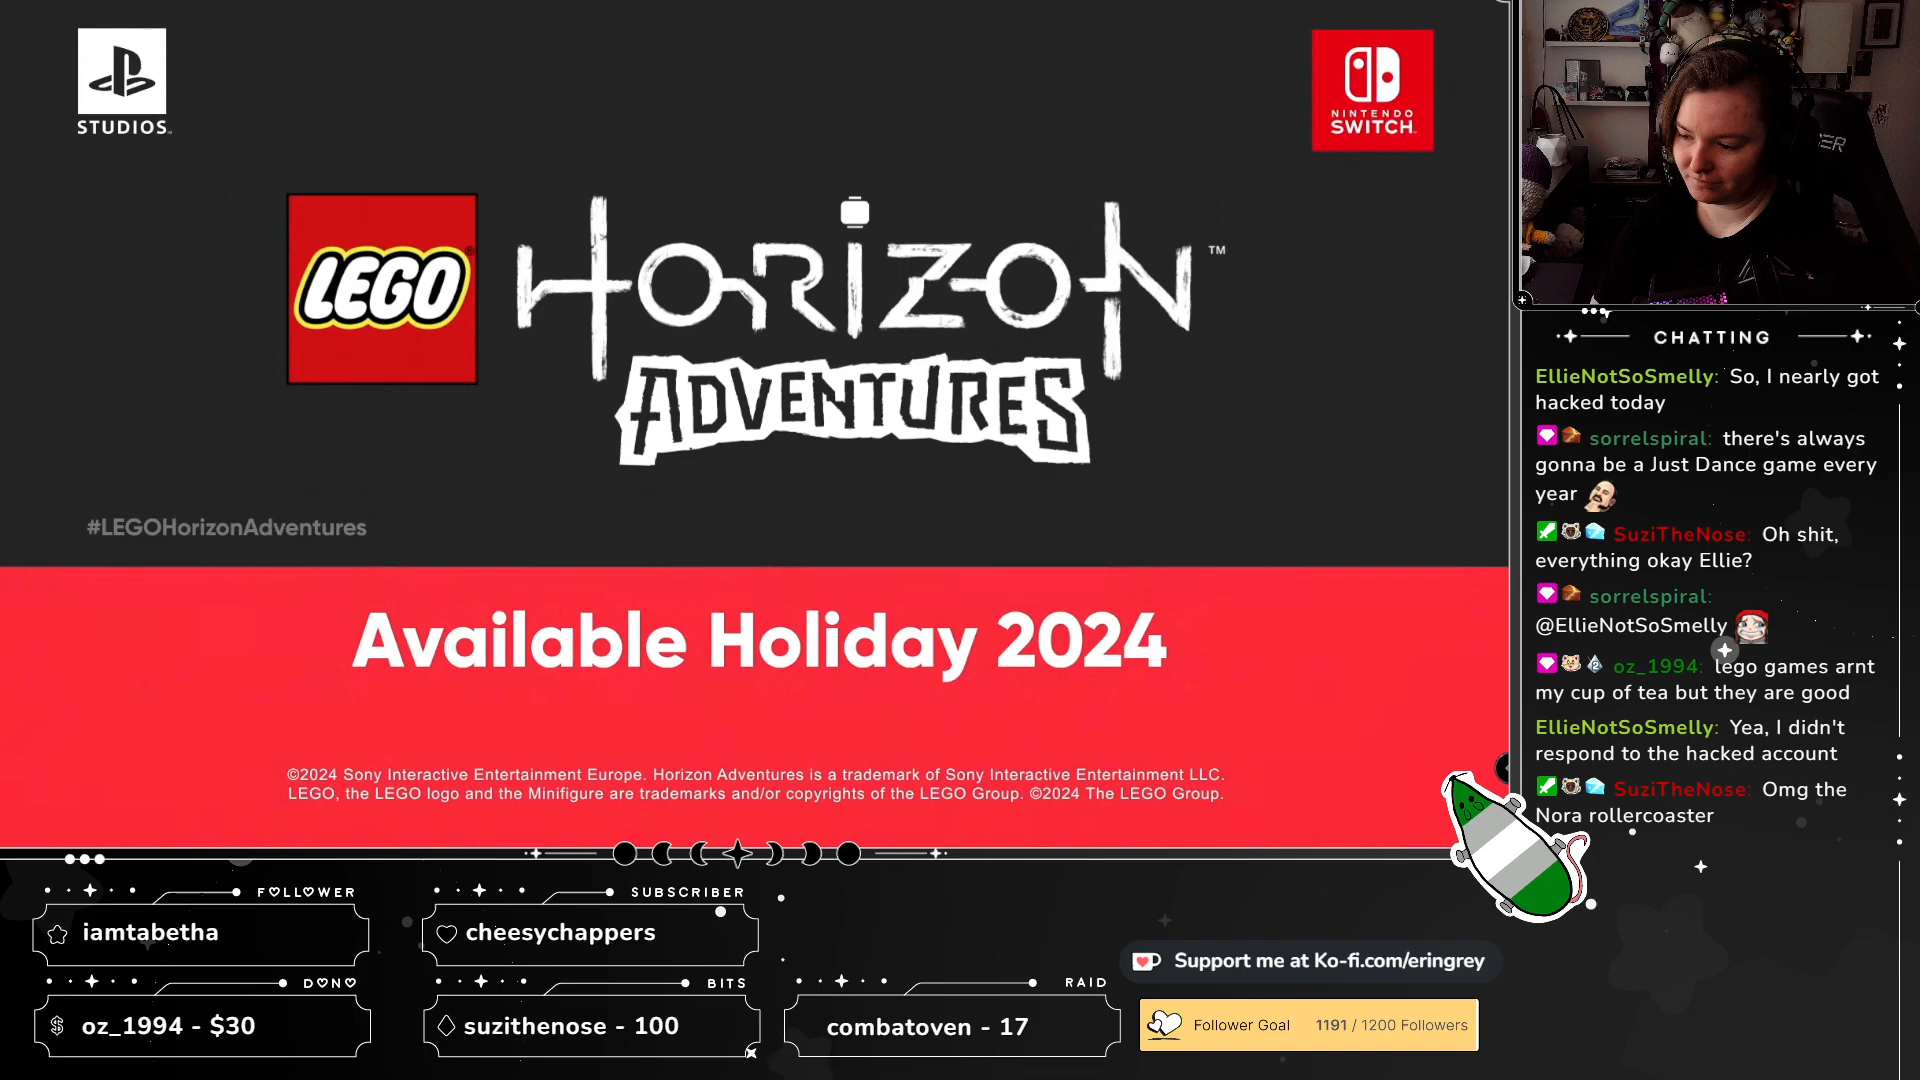 STUDIOS
NINTENDO
SWITCH
LEGO
HORIZON™
ADVENTURES
#LEGOHorizonAdventures
Available Holiday 2024
©2024 Sony Interactive Entertainment Europe. Horizon Adventures is a trademark of Sony Interactive Entertainment LLC.
LEGO, the LEGO logo and the Minifigure are trademarks and/or copyrights of the LEGO Group. ©2024 The LEGO Group.
CHATTING
EllieNotSoSmelly: So, I nearly got
hacked today
sorrelspiral: there's always
gonna be a Just Dance game every
year
SuziTheNose: Oh shit,
everything okay Ellie?
sorrelspiral:
@EllieNotSoSmelly
oz_1994: lego games arnt
my cup of tea but they are good
EllieNotSoSmelly: Yea, I didn't
respond to the hacked account
SuziTheNose: Omg the
Nora rollercoaster
FOLLOWER
iamtabetha
SUBSCRIBER
cheesychappers
DONO
oz_1994 - $30
BITS
suzithenose - 100
RAID
combatoven - 17
Support me at Ko-fi.com/eringrey
Follower Goal 1191 / 1200 Followers